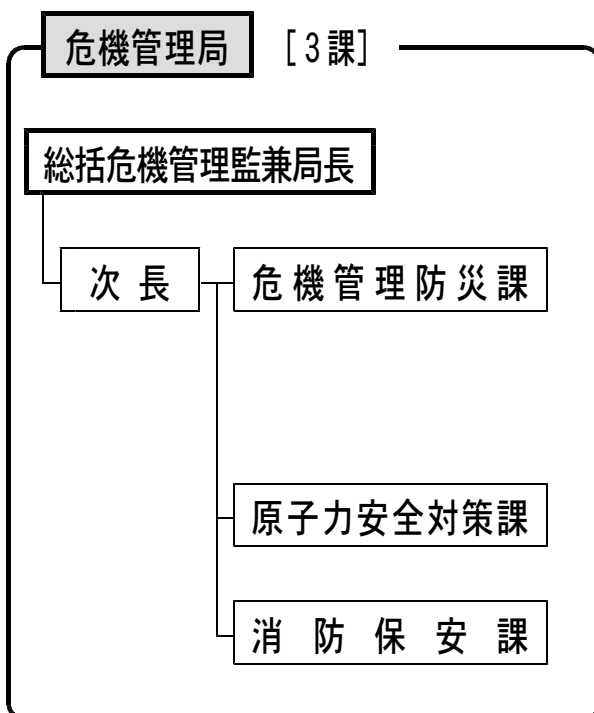 危機管理局 [3課]
総括危機管理監兼局長
次長 危機管理防災課
原子力安全対策課
消防保安課